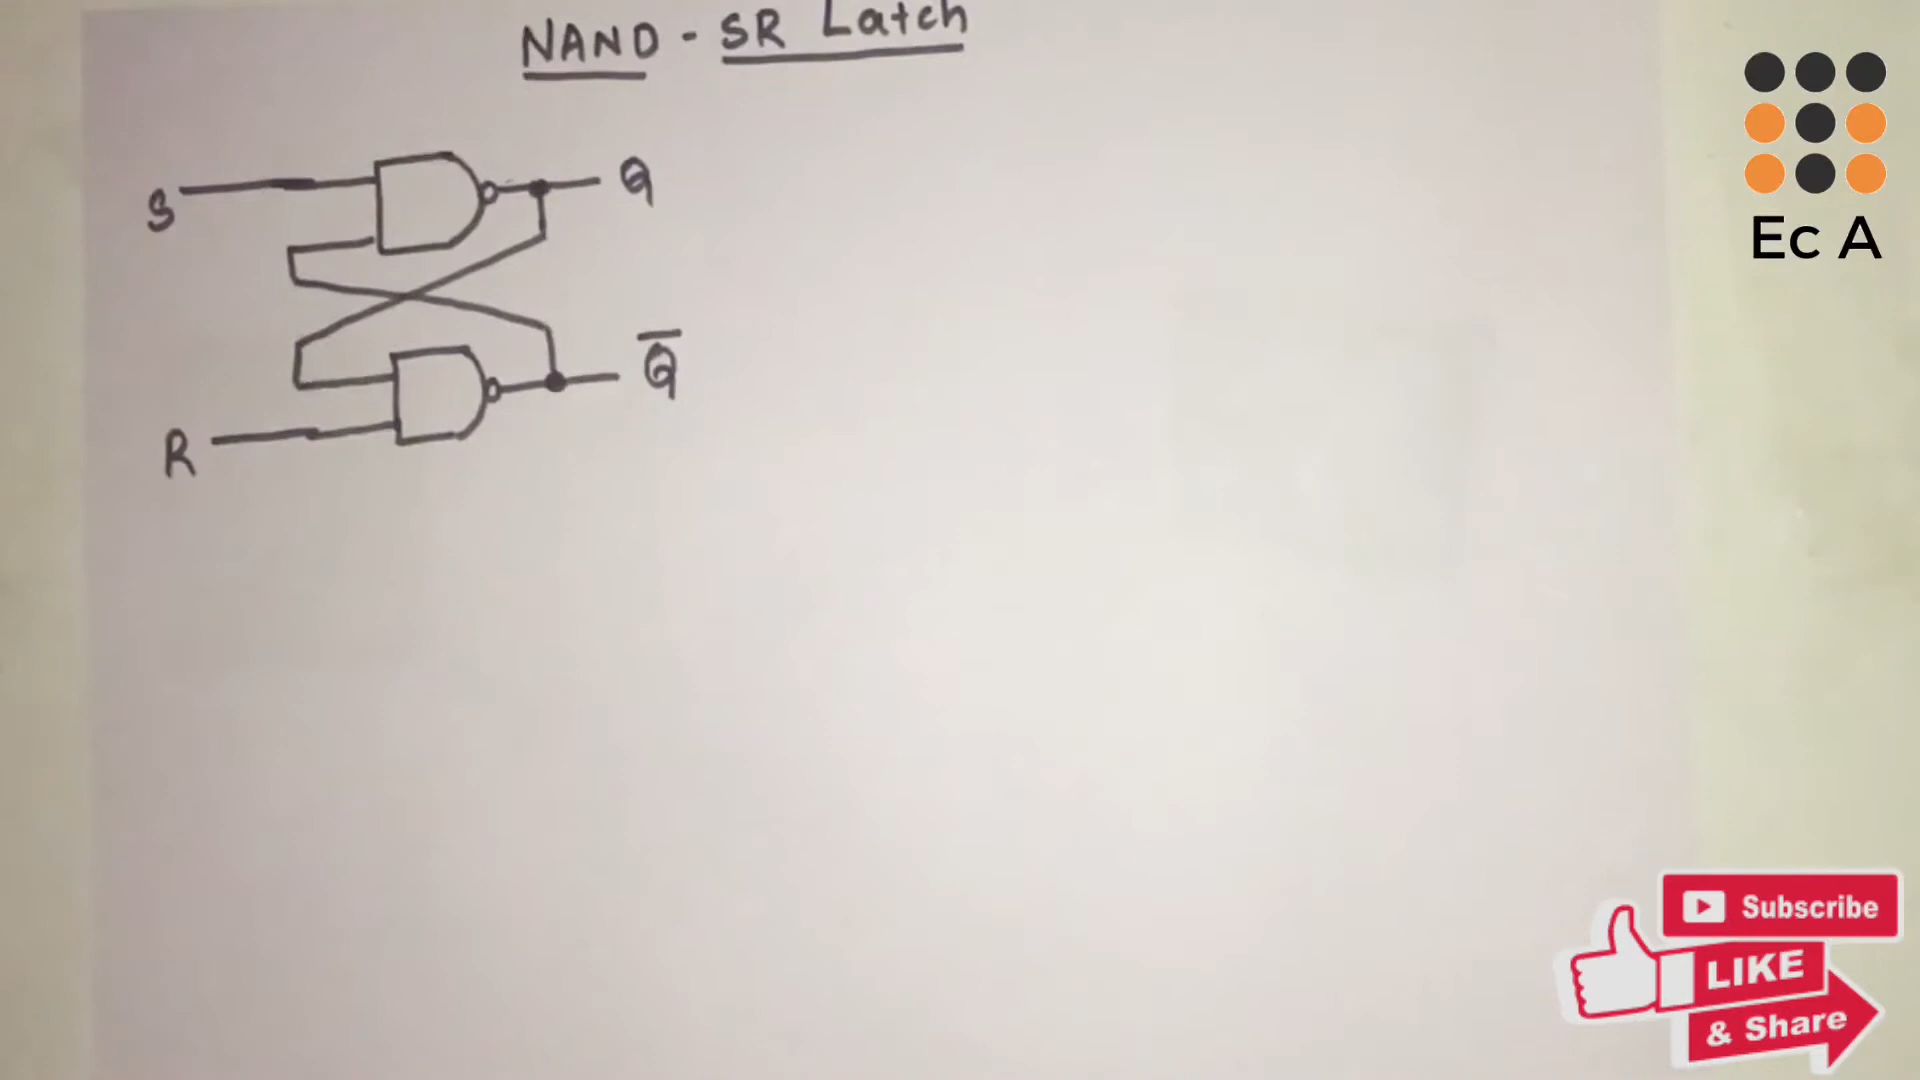 NAND - SR Latch
S
Q
Q̅
R
Ec A
Subscribe
LIKE
& Share